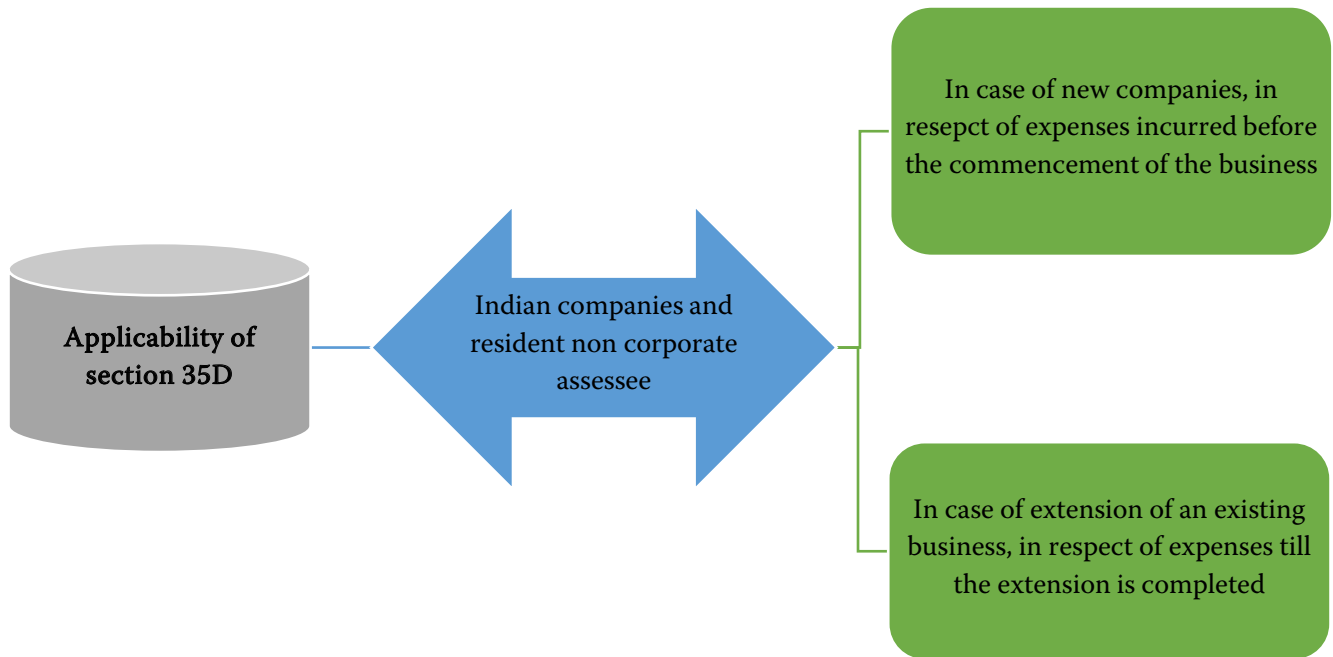 Applicability of
section 35D
Indian companies and
resident non corporate
assessee
In case of new companies, in
resepct of expenses incurred before
the commencement of the business
In case of extension of an existing
business, in respect of expenses till
the extension is completed